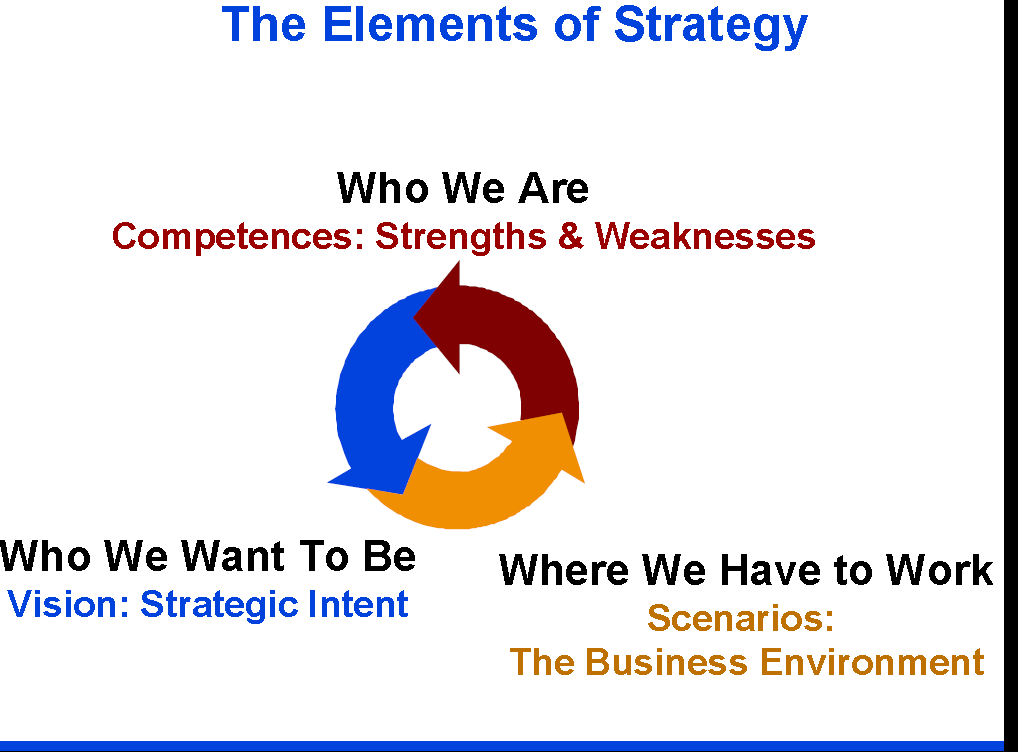 The Elements of Strategy
Who We Are
Competences: Strengths & Weaknesses
Who We Want To Be
Vision: Strategic Intent
Where We Have to Work
Scenarios:
The Business Environment